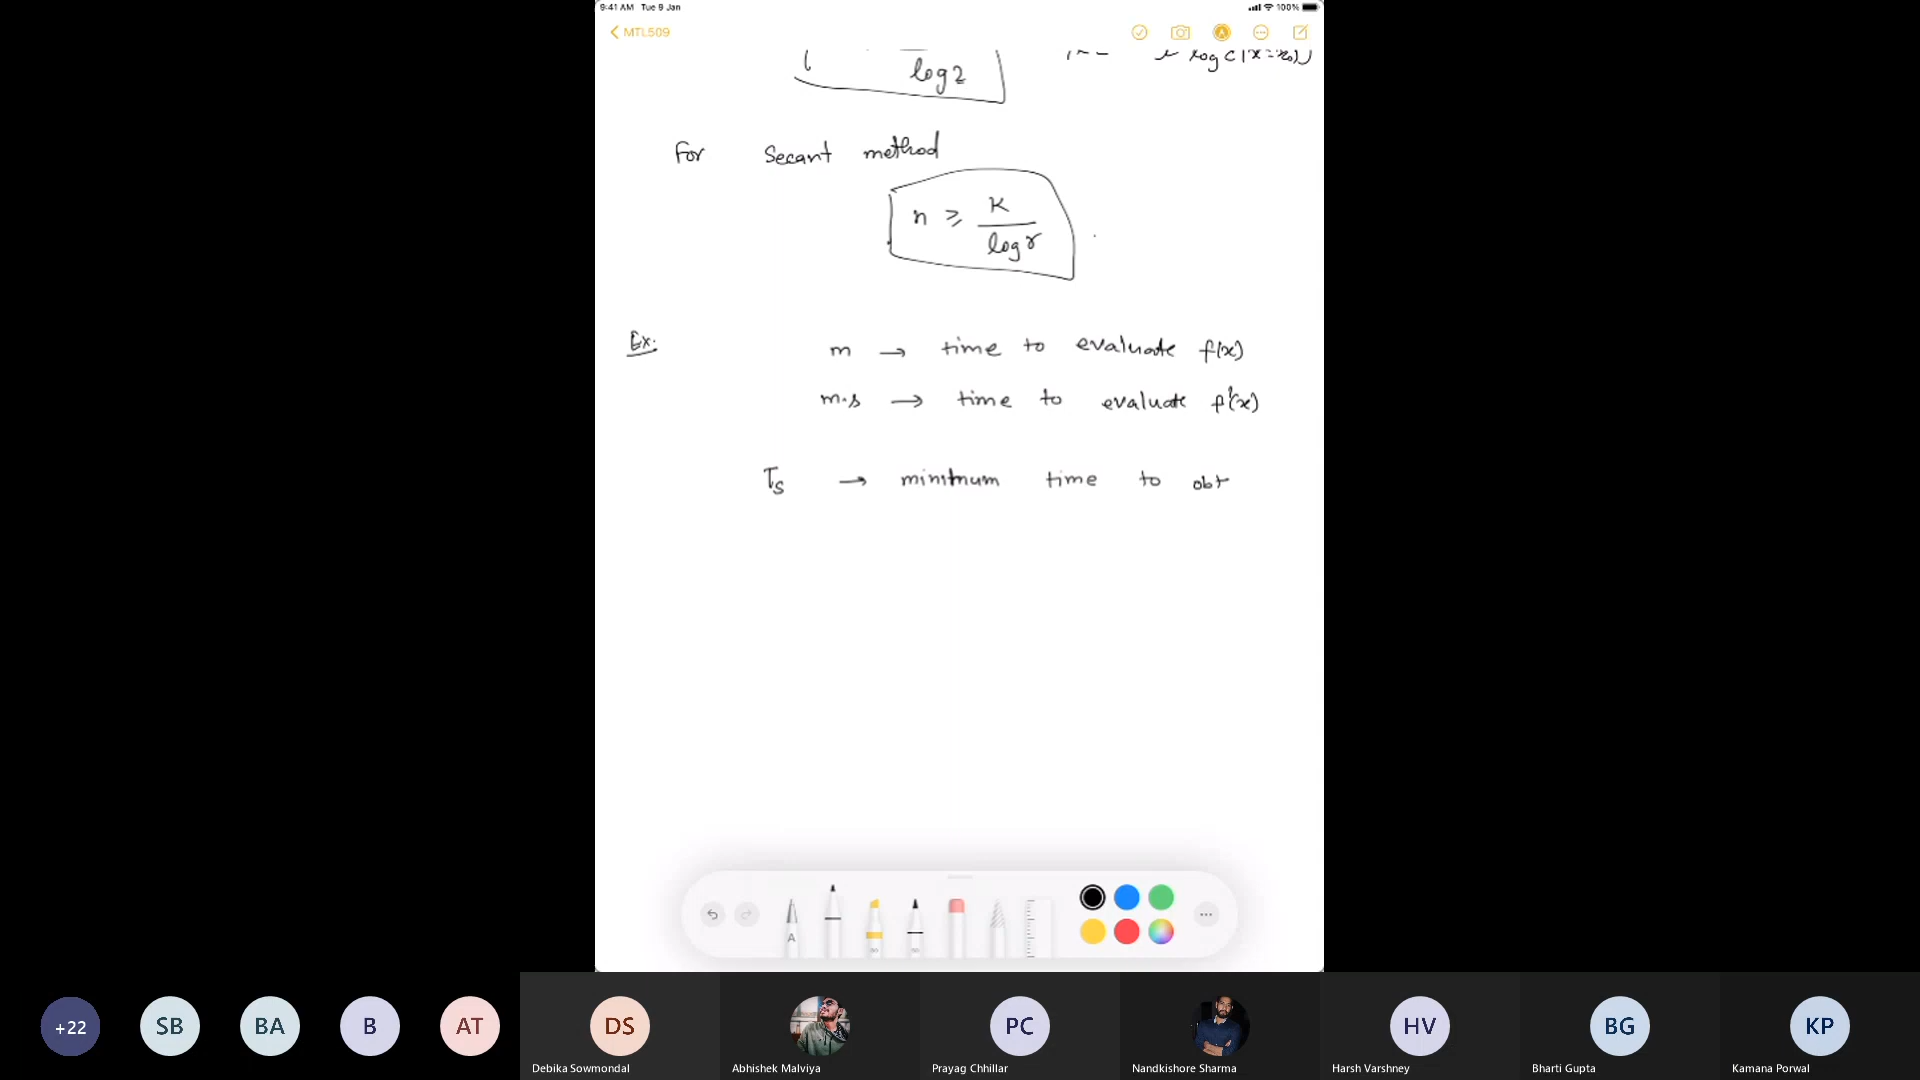 9:41 AM Tue 9 Jan
100%
MTL509
log2
log C|x-x0|
For Secant method
n ≥ K / log r
Ex.
m → time to evaluate f(x)
m.s → time to evaluate f'(x)
Ts → minimum time to obt
A
+22
SB
BA
B
AT
DS
PC
HV
BG
KP
Debika Sowmondal
Abhishek Malviya
Prayag Chhillar
Nandkishore Sharma
Harsh Varshney
Bharti Gupta
Kamana Porwal